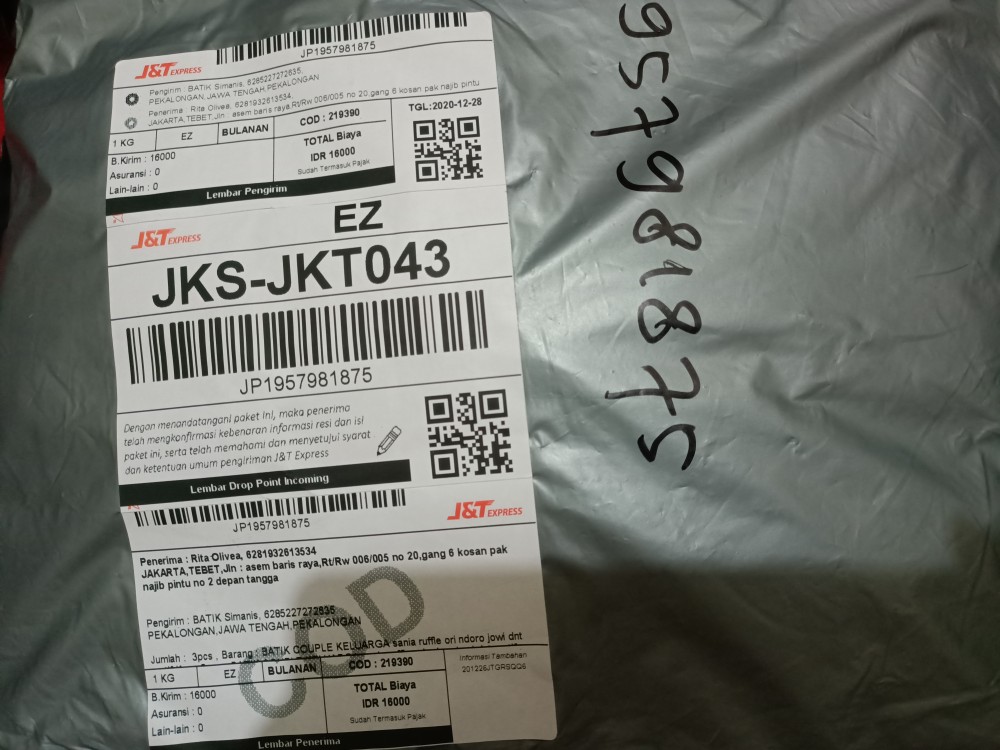 JP1957981875
J&T EXPRESS
Pengirim : BATIK Simanis, 6285227272635
PEKALONGAN,JAWA TENGAH,PEKALONGAN
Penerima : Rita Olivea, 6281932613534
JAKARTA,TEBET,Jln : asem baris raya,Rt/Rw 006/005 no 20,gang 6 kosan pak najib pintu
1 KG
EZ
BULANAN
COD : 219390
TGL:2020-12-28
B.Kirim : 16000
Asuransi : 0
Lain-lain : 0
TOTAL Biaya
IDR 16000
Sudah Termasuk Pajak
Lembar Pengirim
J&T EXPRESS
EZ
JKS-JKT043
JP1957981875
Dengan menandatangani paket ini, maka penerima
telah mengkonfirmasi kebenaran informasi resi dan isi
paket ini, serta telah memahami dan menyetujui syarat
dan ketentuan umum pengiriman J&T Express
Lembar Drop Point Incoming
JP1957981875
J&T EXPRESS
Penerima : Rita Olivea, 6281932613534
JAKARTA,TEBET,Jln : asem baris raya,Rt/Rw 006/005 no 20,gang 6 kosan pak
najib pintu no 2 depan tangga
Pengirim : BATIK Simanis, 6285227272635
PEKALONGAN,JAWA TENGAH,PEKALONGAN
Jumlah : 3pcs , Barang : BATIK COUPLE KELUARGA sania ruffle ori ndoro jowi dnt
COD
1 KG
EZ
BULANAN
COD : 219390
Informasi Tambahan
B.Kirim : 16000
Asuransi : 0
Lain-lain : 0
TOTAL Biaya
IDR 16000
Sudah Termasuk Pajak
Lembar Penerima
957981875